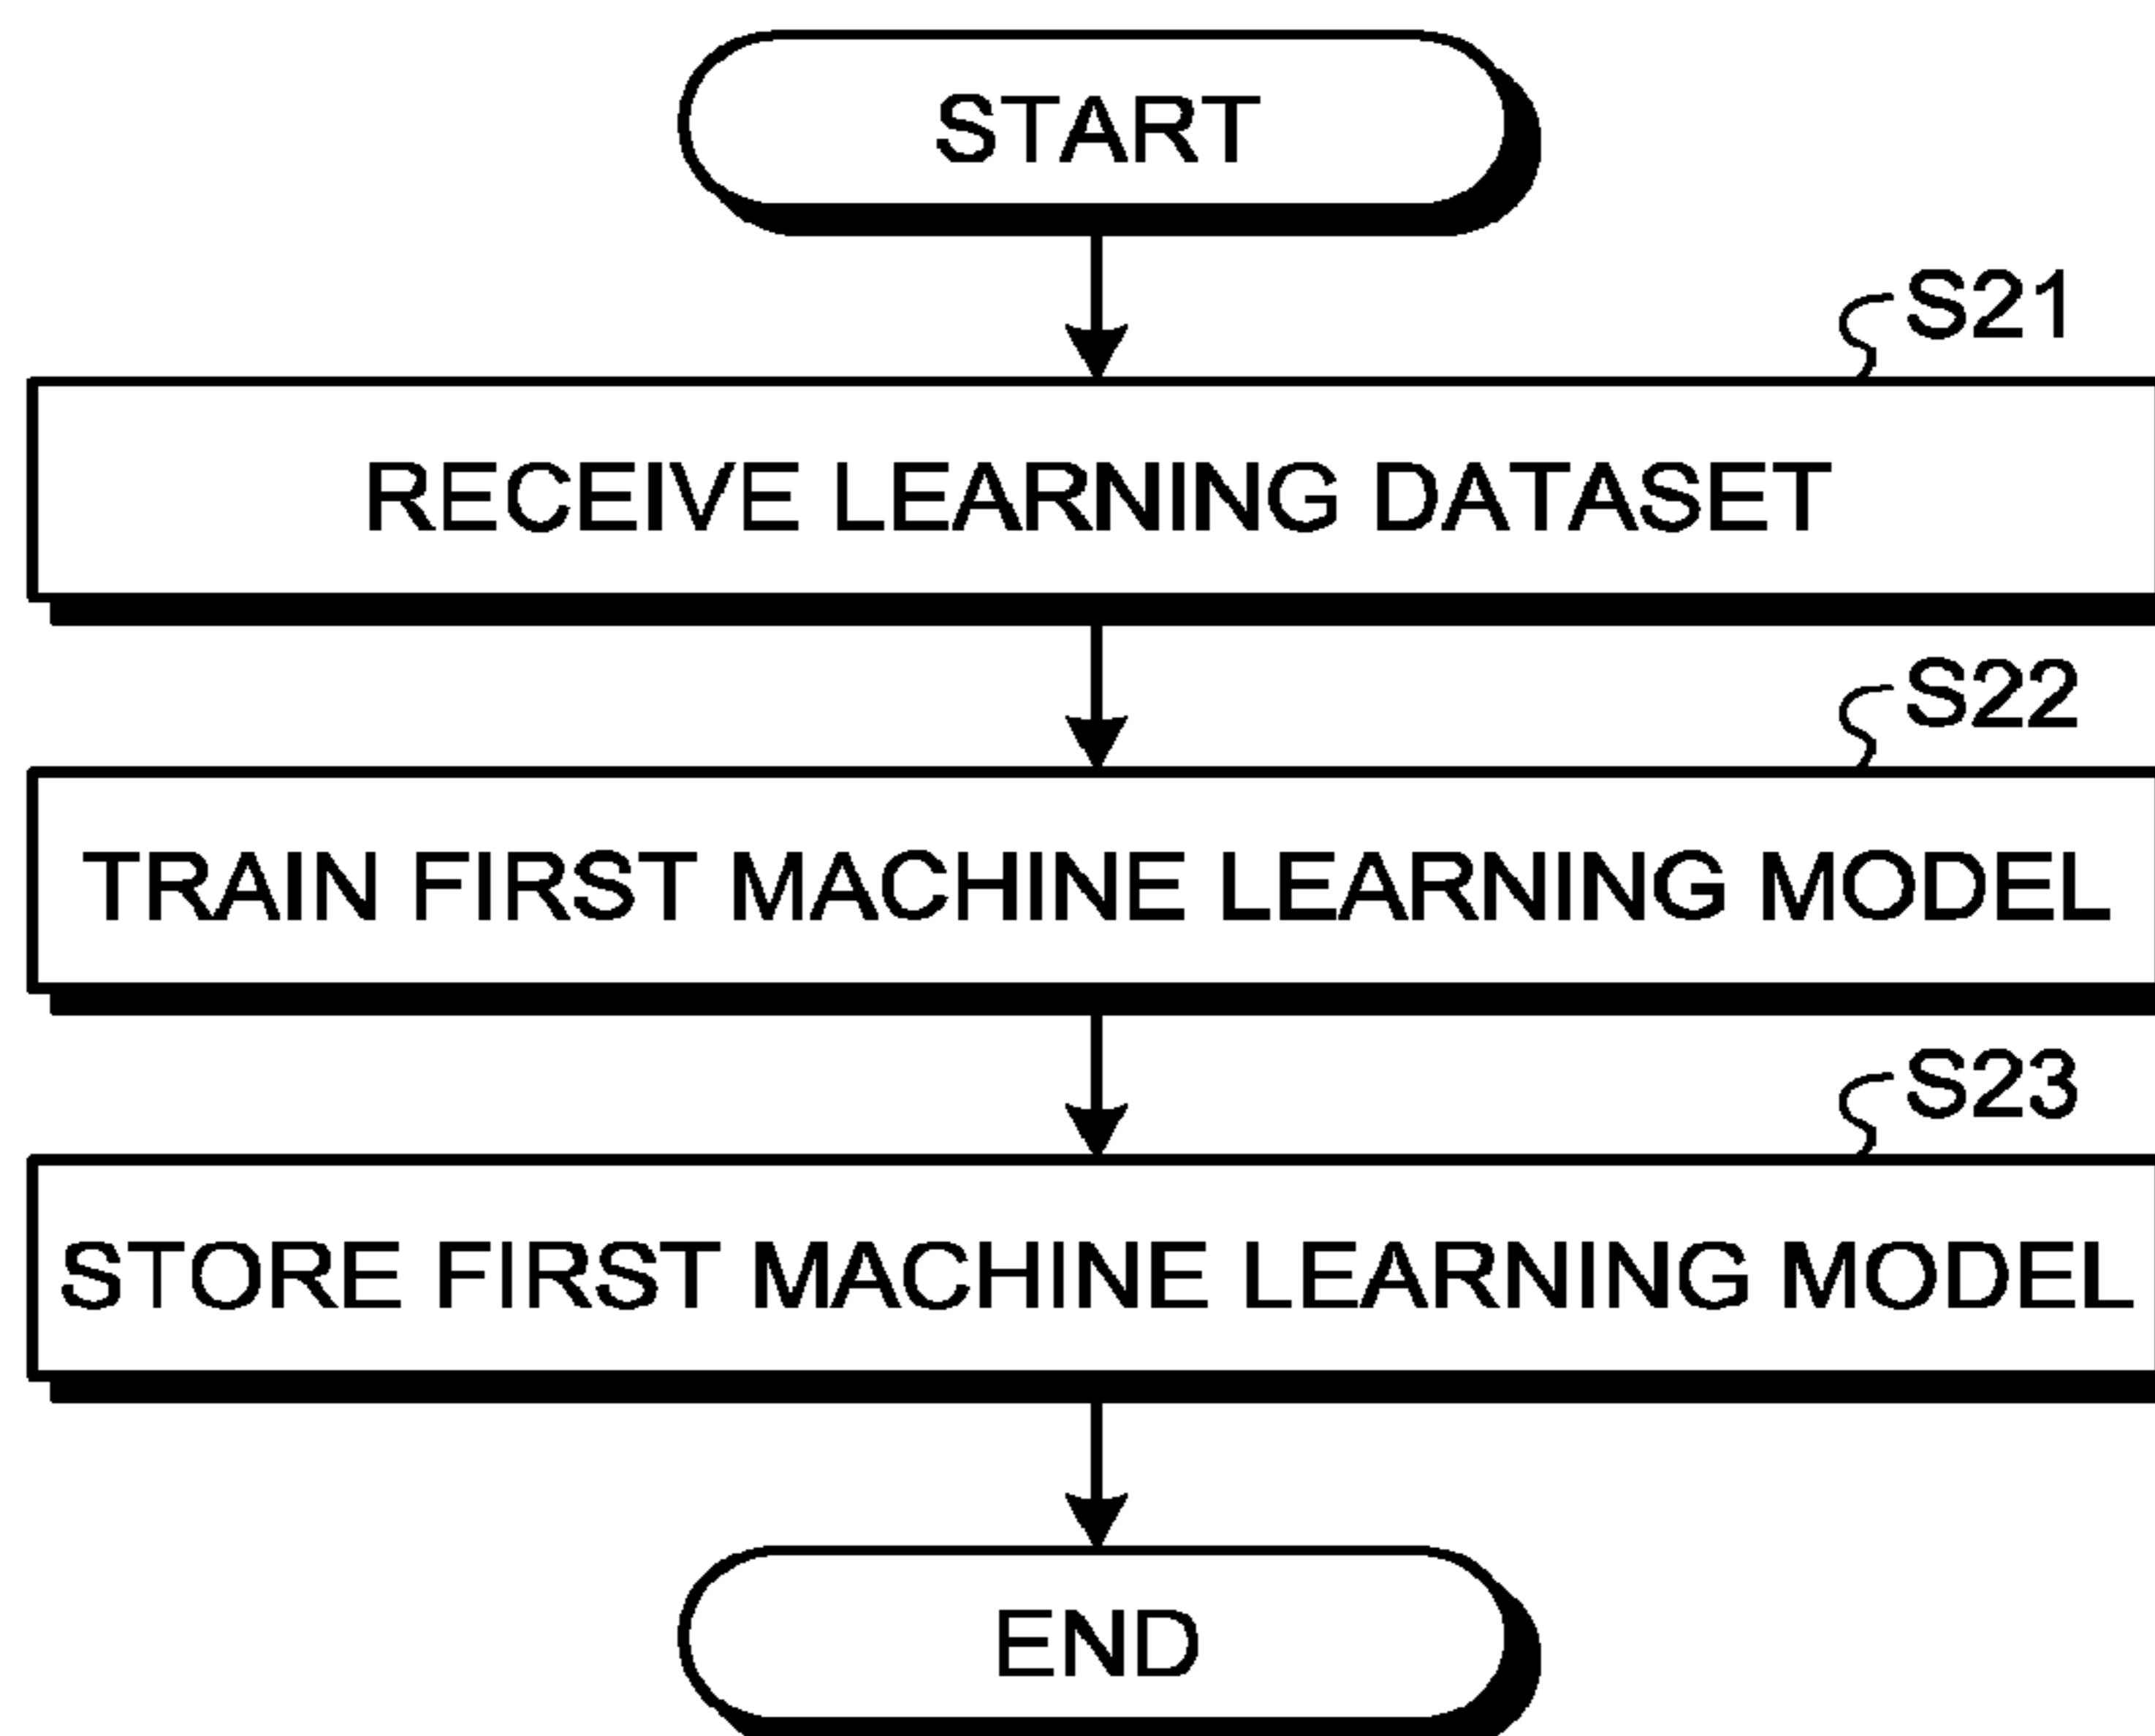 START
S21
RECEIVE LEARNING DATASET
S22
TRAIN FIRST MACHINE LEARNING MODEL
S23
STORE FIRST MACHINE LEARNING MODEL
END